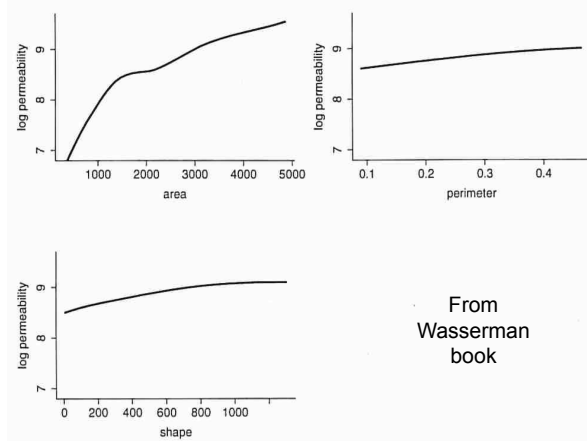 log permeability
9
8
7
1000 2000 3000 4000 5000
area
log permeability
9
8
7
0.1 0.2 0.3 0.4
perimeter
log permeability
9
8
7
0 200 400 600 800 1000
shape
From
Wasserman
book